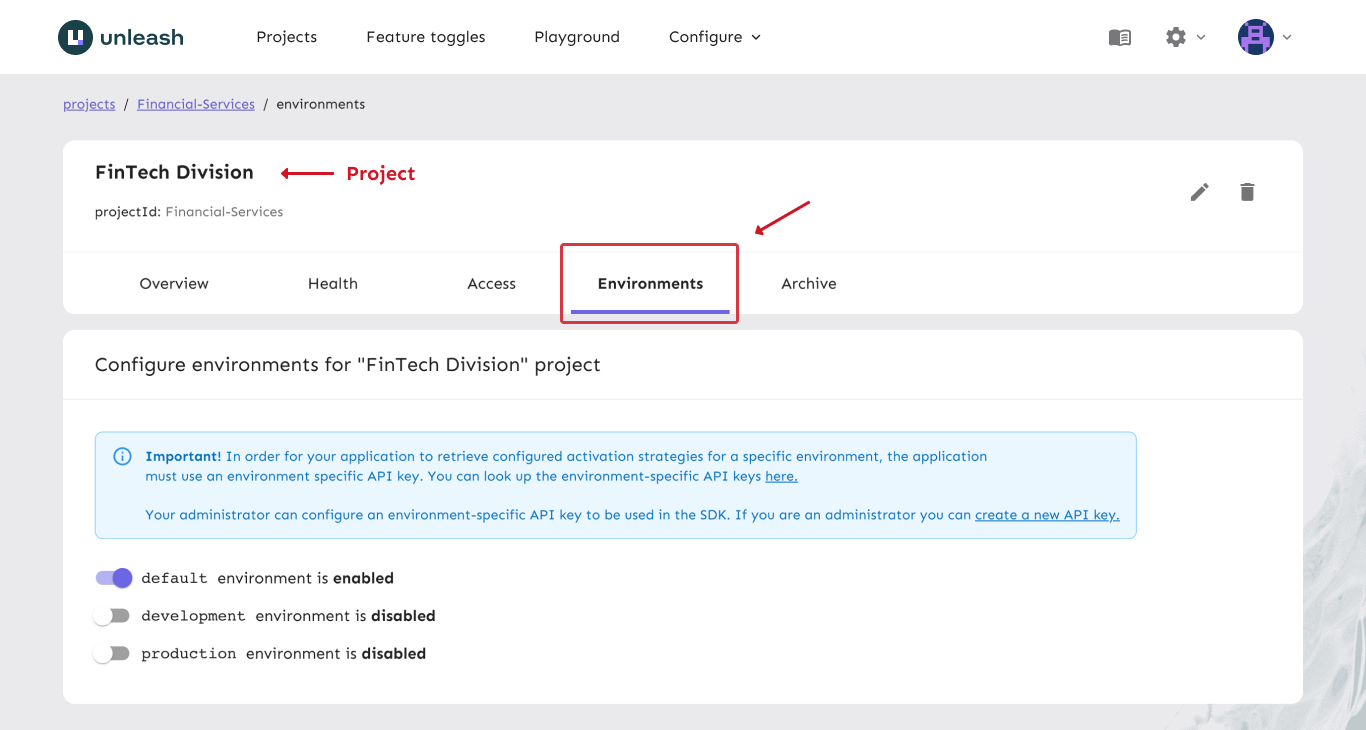 unleash Projects Feature toggles Playground Configure
projects / Financial-Services / environments
FinTech Division Project
projectId: Financial-Services
Overview Health Access Environments Archive
Configure environments for "FinTech Division" project
Important! In order for your application to retrieve configured activation strategies for a specific environment, the application
must use an environment specific API key. You can look up the environment-specific API keys here.
Your administrator can configure an environment-specific API key to be used in the SDK. If you are an administrator you can create a new API key.
default environment is enabled
development environment is disabled
production environment is disabled